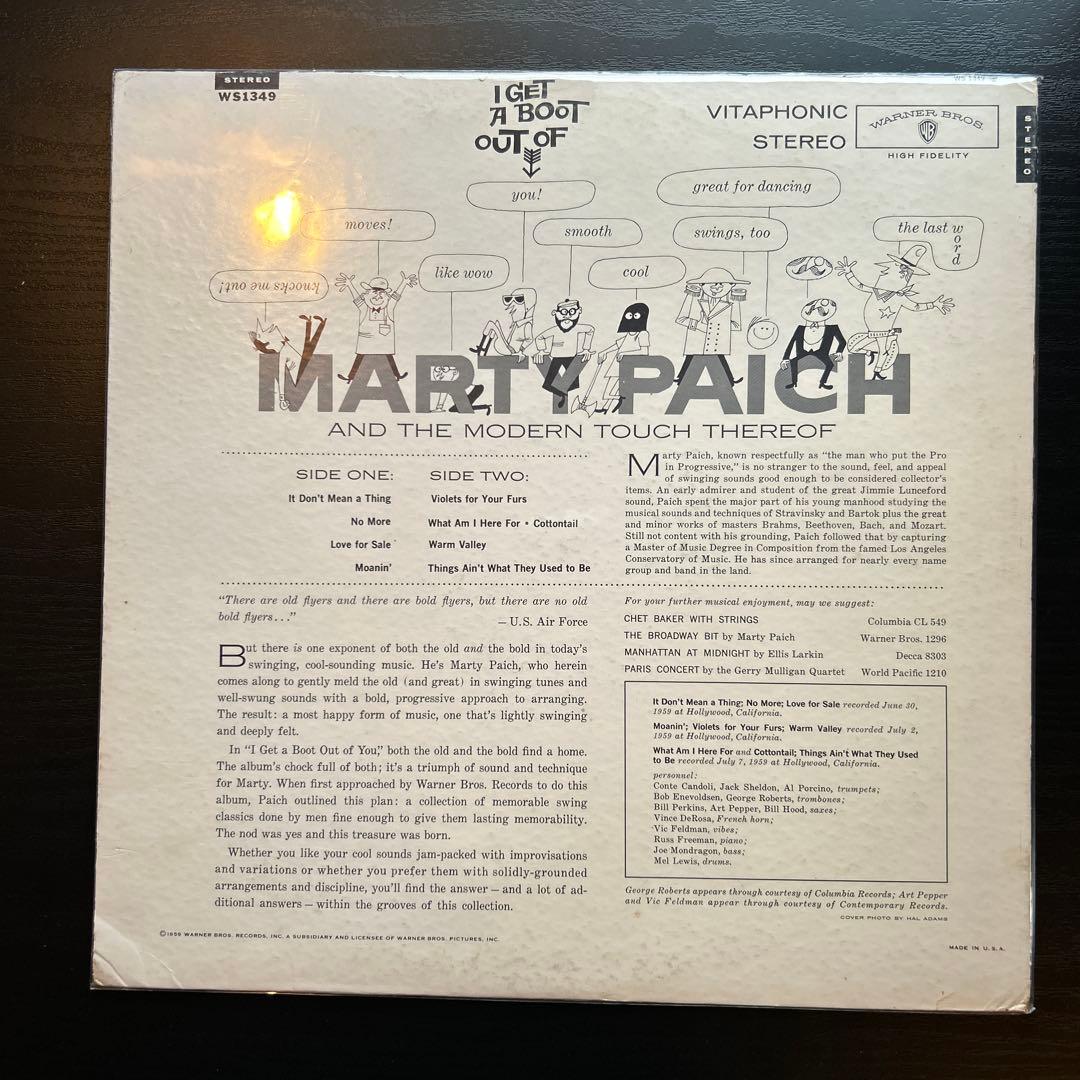 STEREO
WS1349
I GET
A BOOT
OUT OF
VITAPHONIC
STEREO
WARNER BROS.
WB
HIGH FIDELITY
STEREO
WS 1349
you!
great for dancing
moves!
smooth
swings, too
the last word
knocks me out!
like wow
cool
MARTY PAICH
AND THE MODERN TOUCH THEREOF
SIDE ONE:
It Don't Mean a Thing
No More
Love for Sale
Moanin'
SIDE TWO:
Violets for Your Furs
What Am I Here For • Cottontail
Warm Valley
Things Ain't What They Used to Be
Marty Paich, known respectfully as "the man who put the Pro
in Progressive," is no stranger to the sound, feel, and appeal
of swinging sounds good enough to be considered collector's
items. An early admirer and student of the great Jimmie Lunceford
sound, Paich spent the major part of his young manhood studying the
musical sounds and techniques of Stravinsky and Bartok plus the great
and minor works of masters Brahms, Beethoven, Bach, and Mozart.
Still not content with his grounding, Paich followed that by capturing
a Master of Music Degree in Composition from the famed Los Angeles
Conservatory of Music. He has since arranged for nearly every name
group and band in the land.
"There are old flyers and there are bold flyers, but there are no old
bold flyers..."
— U.S. Air Force
But there is one exponent of both the old and the bold in today's
swinging, cool-sounding music. He's Marty Paich, who herein
comes along to gently meld the old (and great) in swinging tunes and
well-swung sounds with a bold, progressive approach to arranging.
The result: a most happy form of music, one that's lightly swinging
and deeply felt.
In "I Get a Boot Out of You," both the old and the bold find a home.
The album's chock full of both; it's a triumph of sound and technique
for Marty. When first approached by Warner Bros. Records to do this
album, Paich outlined this plan: a collection of memorable swing
classics done by men fine enough to give them lasting memorability.
The nod was yes and this treasure was born.
Whether you like your cool sounds jam-packed with improvisations
and variations or whether you prefer them with solidly-grounded
arrangements and discipline, you'll find the answer — and a lot of ad-
ditional answers — within the grooves of this collection.
For your further musical enjoyment, may we suggest:
CHET BAKER WITH STRINGS Columbia CL 549
THE BROADWAY BIT by Marty Paich Warner Bros. 1296
MANHATTAN AT MIDNIGHT by Ellis Larkin Decca 8303
PARIS CONCERT by the Gerry Mulligan Quartet World Pacific 1210
It Don't Mean a Thing; No More; Love for Sale recorded June 30,
1959 at Hollywood, California.
Moanin'; Violets for Your Furs; Warm Valley recorded July 2,
1959 at Hollywood, California.
What Am I Here For and Cottontail; Things Ain't What They Used
to Be recorded July 7, 1959 at Hollywood, California.
personnel:
Conte Candoli, Jack Sheldon, Al Porcino, trumpets;
Bob Enevoldsen, George Roberts, trombones;
Bill Perkins, Art Pepper, Bill Hood, saxes;
Vince DeRosa, French horn;
Vic Feldman, vibes;
Russ Freeman, piano;
Joe Mondragon, bass;
Mel Lewis, drums.
George Roberts appears through courtesy of Columbia Records; Art Pepper
and Vic Feldman appear through courtesy of Contemporary Records.
COVER PHOTO BY HAL ADAMS
©1959 WARNER BROS. RECORDS, INC. A SUBSIDIARY AND LICENSEE OF WARNER BROS. PICTURES, INC.
MADE IN U.S.A.